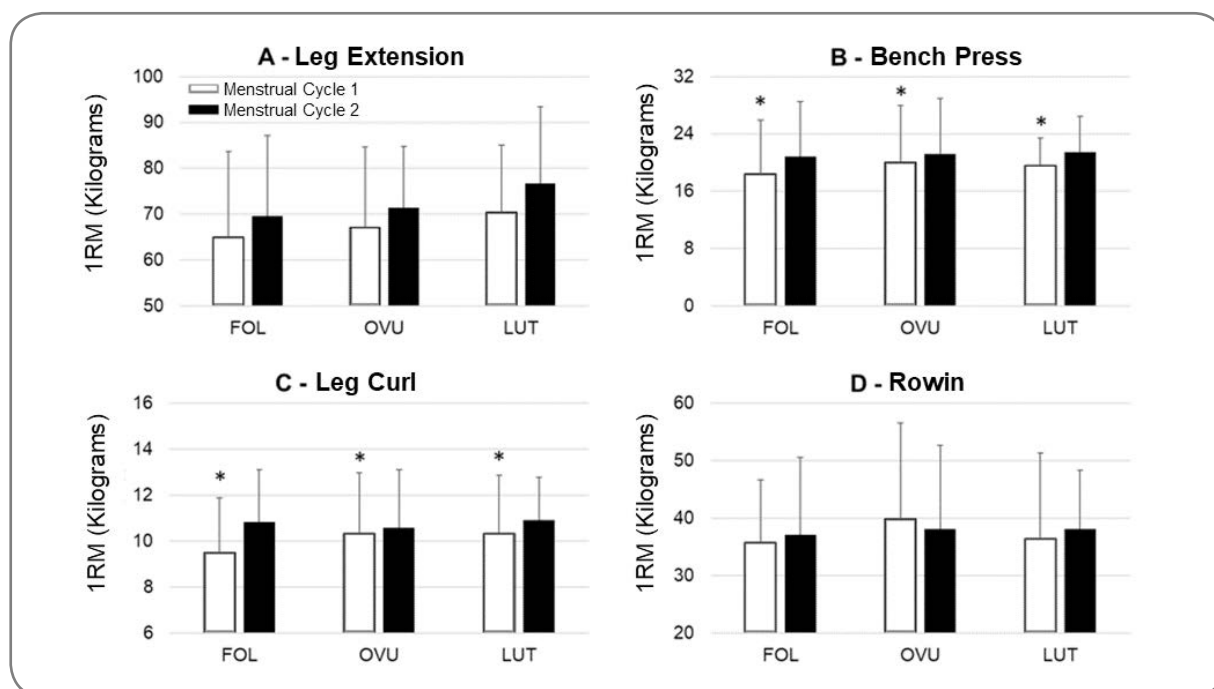 A - Leg Extension
1RM (Kilograms)
100
90
80
70
60
50
Menstrual Cycle 1
Menstrual Cycle 2
FOL OVU LUT
B - Bench Press
1RM (Kilograms)
32
24
16
8
0
* * *
FOL OVU LUT
C - Leg Curl
1RM (Kilograms)
16
14
12
10
8
6
* * *
FOL OVU LUT
D - Rowin
1RM (Kilograms)
60
50
40
30
20
FOL OVU LUT